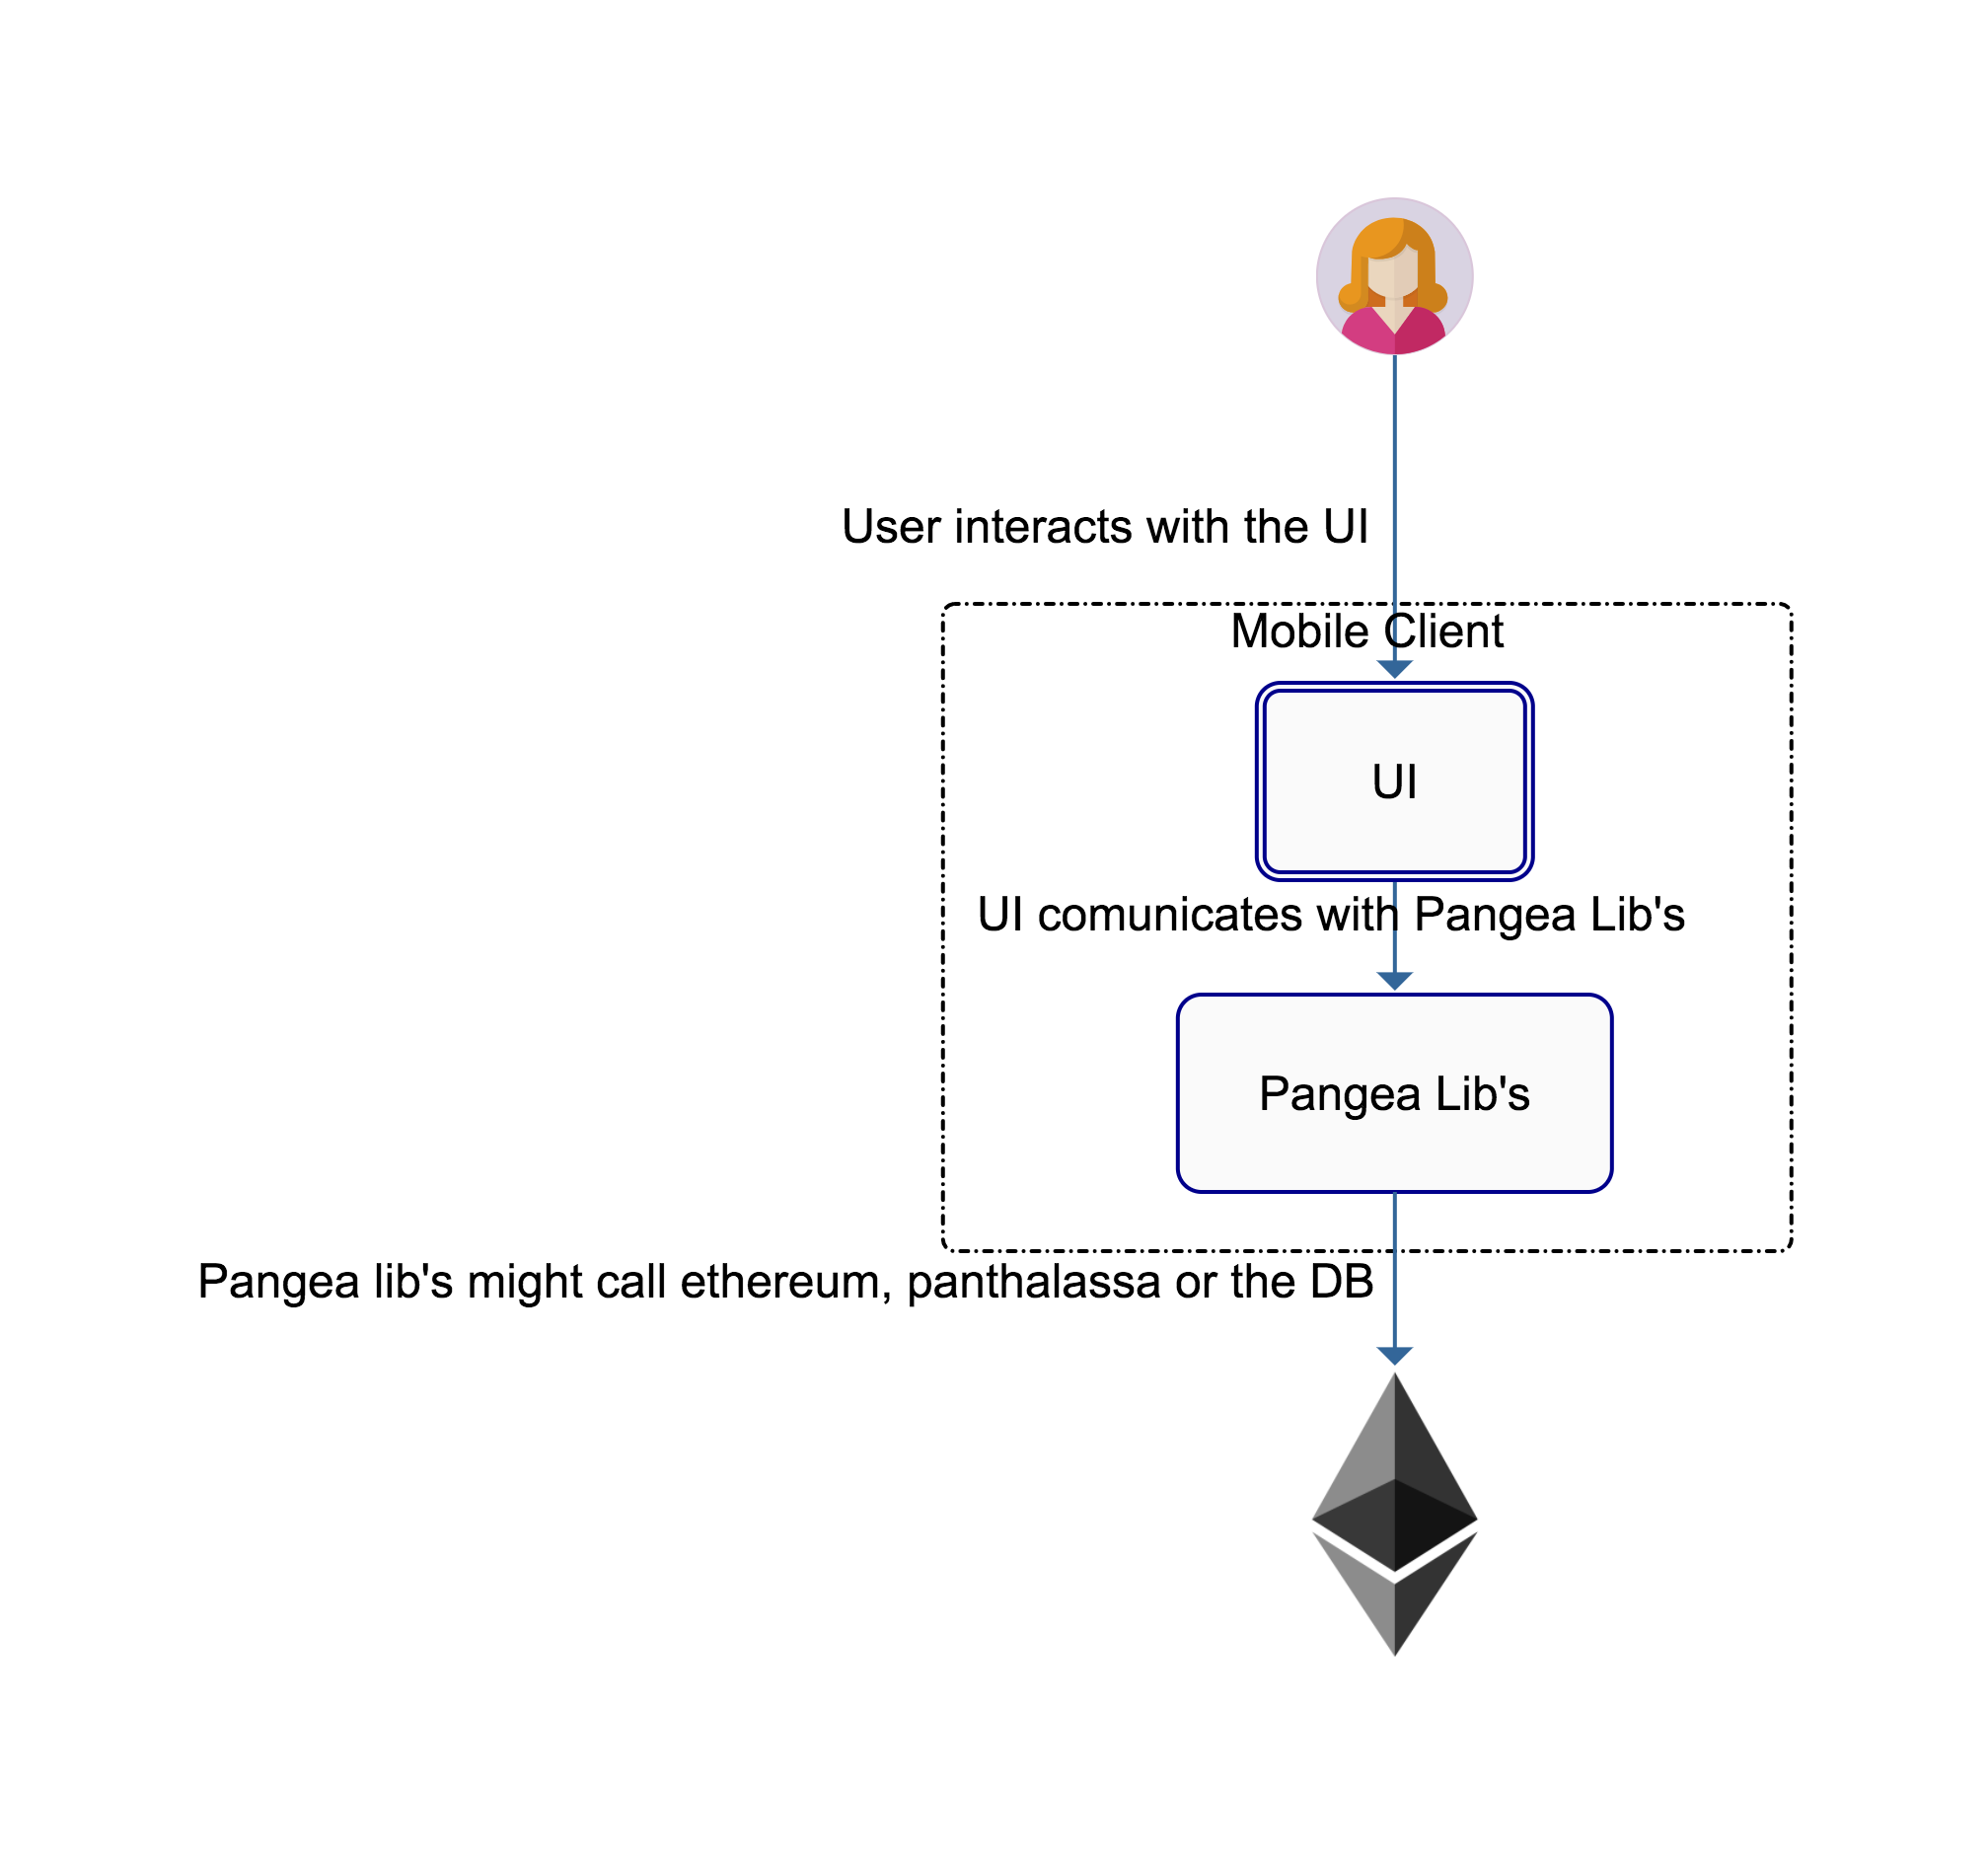 User interacts with the UI
Mobile Client
UI
UI comunicates with Pangea Lib's
Pangea Lib's
Pangea lib's might call ethereum, panthalassa or the DB